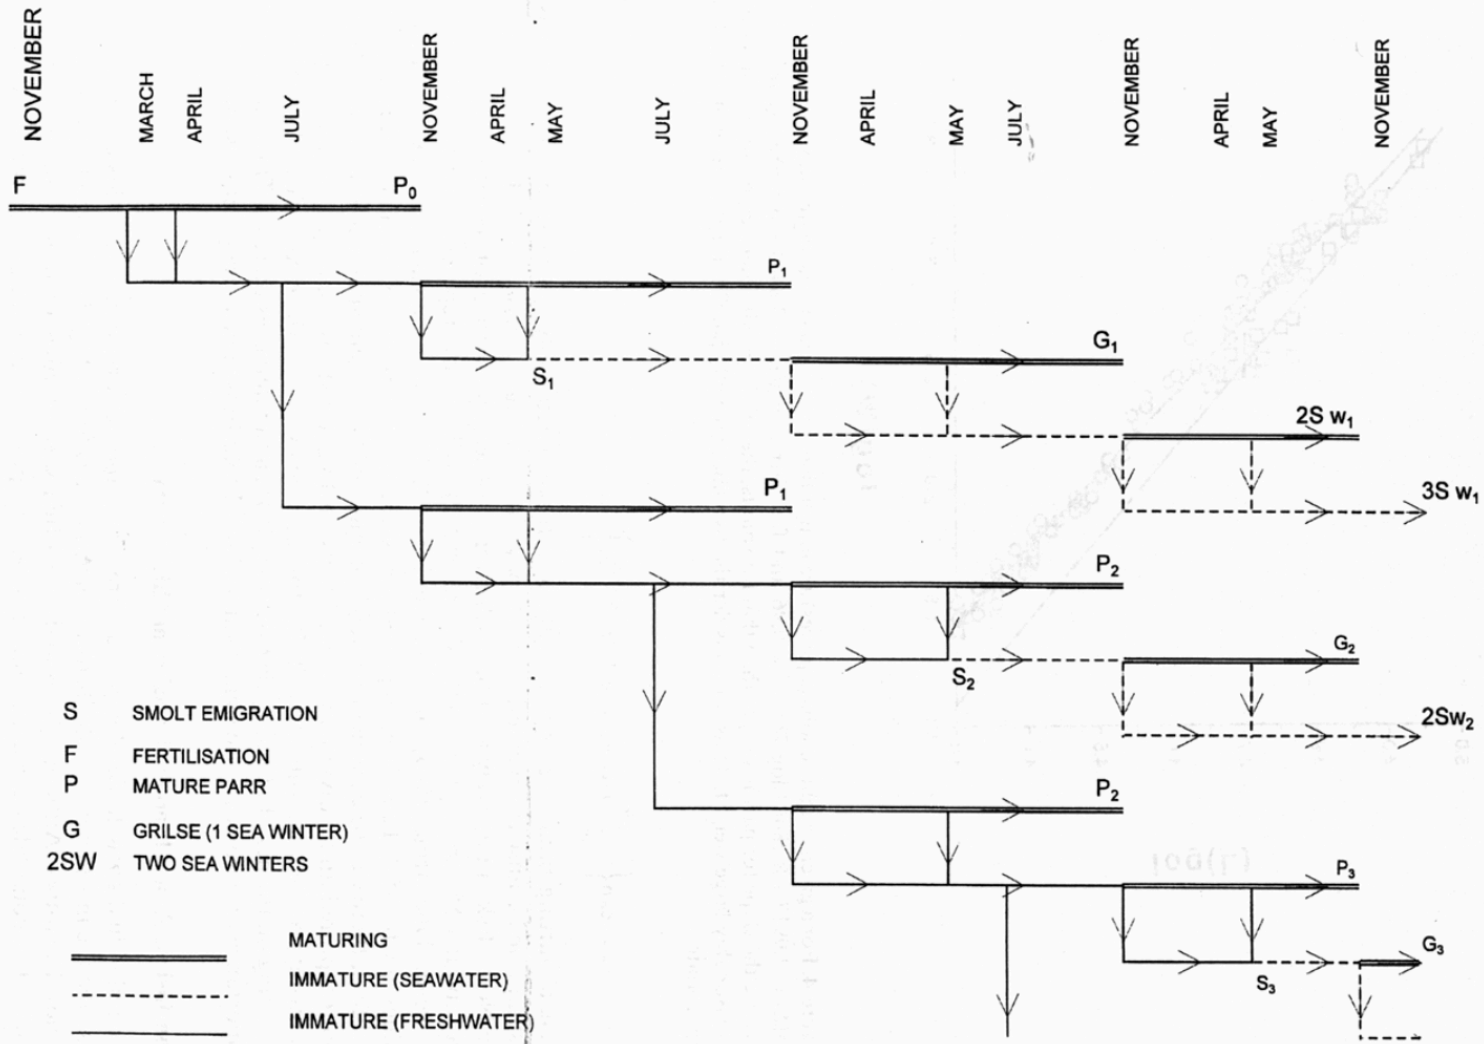 NOVEMBER
MARCH
APRIL
JULY
NOVEMBER
APRIL
MAY
JULY
NOVEMBER
APRIL
MAY
JULY
NOVEMBER
APRIL
MAY
NOVEMBER
F
P₀
P₁
G₁
S₁
2S w₁
3S w₁
P₁
P₂
G₂
S₂
2Sw₂
P₂
P₃
G₃
S₃
S SMOLT EMIGRATION
F FERTILISATION
P MATURE PARR
G GRILSE (1 SEA WINTER)
2SW TWO SEA WINTERS
MATURING
IMMATURE (SEAWATER)
IMMATURE (FRESHWATER)